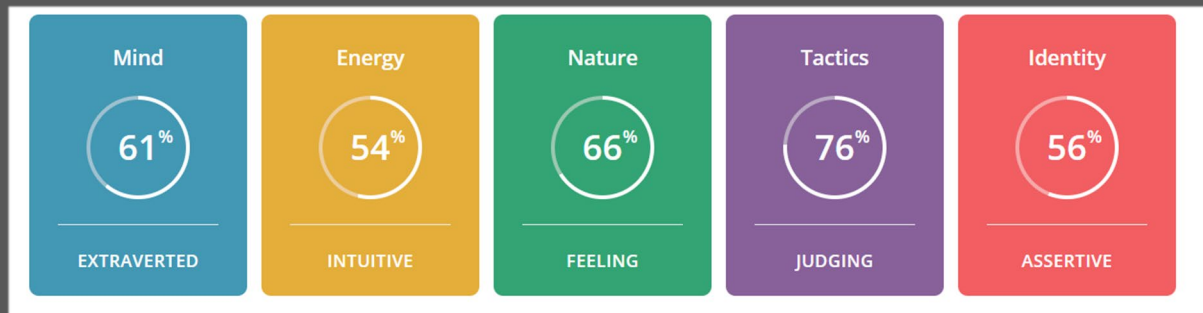 Mind
61%
EXTRAVERTED
Energy
54%
INTUITIVE
Nature
66%
FEELING
Tactics
76%
JUDGING
Identity
56%
ASSERTIVE